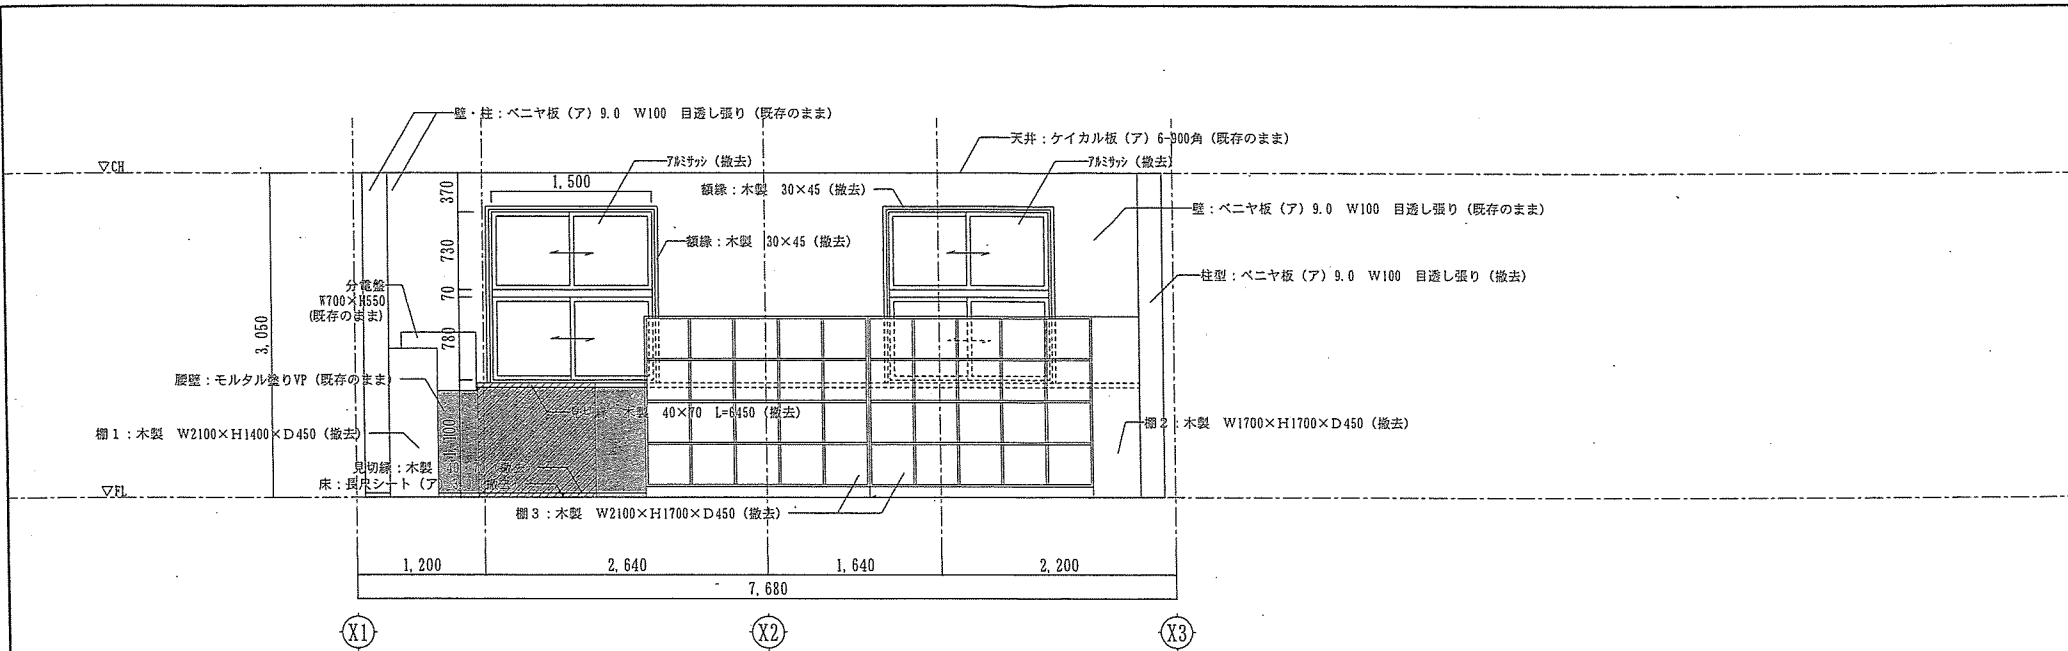 壁・柱：ベニヤ板（ア）9.0　W100　目透し張り（既存のまま）
天井：ケイカル板（ア）6-900角（既存のまま）
▽CH
アルミサッシ（撤去）
アルミサッシ（撤去）
1,500
370
額縁：木製　30×45（撤去）
壁：ベニヤ板（ア）9.0　W100　目透し張り（既存のまま）
額縁：木製　30×45（撤去）
730
柱型：ベニヤ板（ア）9.0　W100　目透し張り（撤去）
分電盤
W700×H550
(既存のまま)
70
3,050
780
腰壁：モルタル塗りVP（既存のまま）
見切縁　木製　40×70　L=6450（撤去）
棚1：木製　W2100×H1400×D450（撤去）
棚2：木製　W1700×H1700×D450（撤去）
見切縁：木製
床：長尺シート（ア
▽FL
棚3：木製　W2100×H1700×D450（撤去）
1,200
2,640
1,640
2,200
7,680
X1
X2
X3